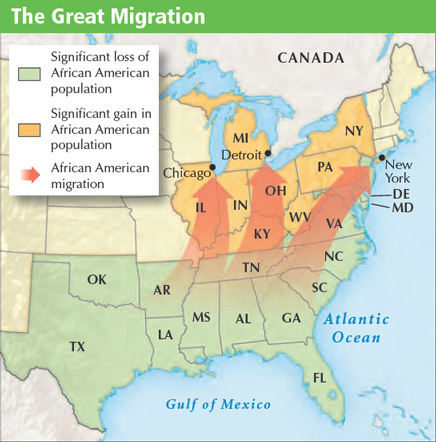 The Great Migration
Significant loss of
African American
population
Significant gain in
African American
population
African American
migration
CANADA
MI
NY
Detroit
Chicago
PA
New
York
OH
DE
MD
IL
IN
WV
VA
KY
NC
TN
OK
AR
SC
MS
AL
GA
Atlantic
Ocean
LA
TX
FL
Gulf of Mexico